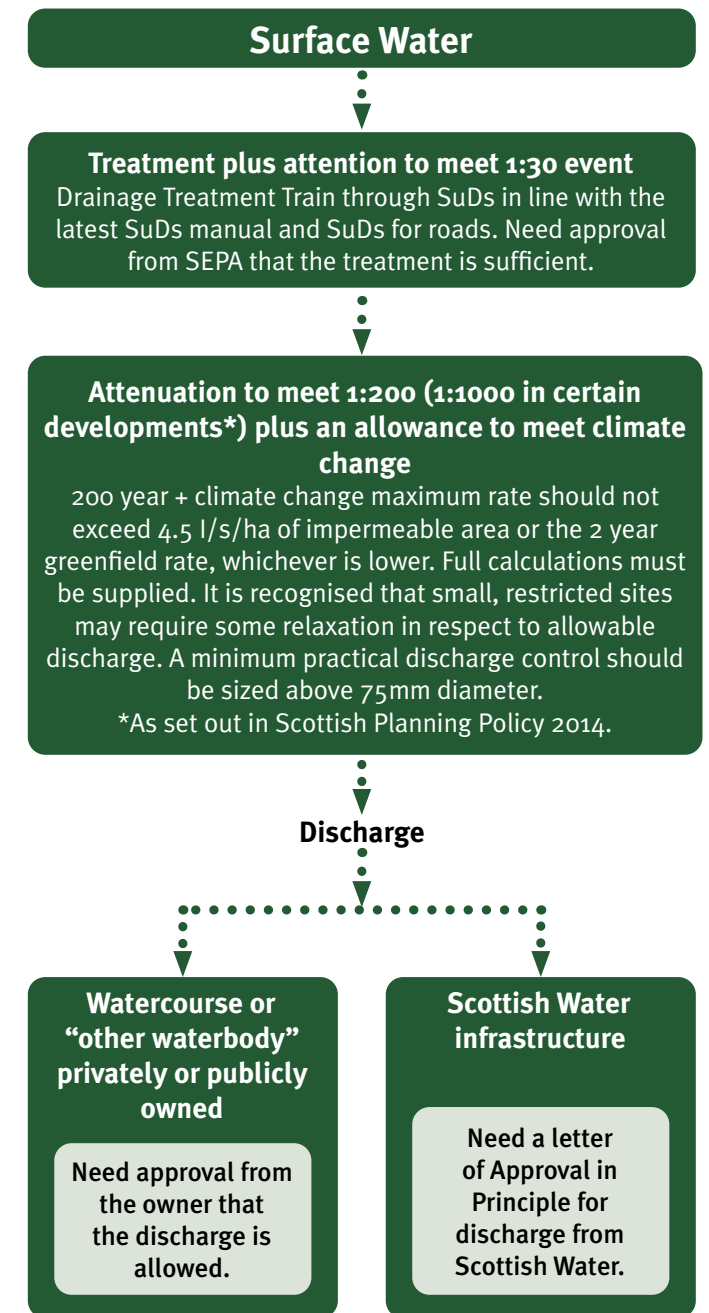 Surface Water
Treatment plus attention to meet 1:30 event
Drainage Treatment Train through SuDs in line with the
latest SuDs manual and SuDs for roads. Need approval
from SEPA that the treatment is sufficient.
Attenuation to meet 1:200 (1:1000 in certain
developments*) plus an allowance to meet climate
change
200 year + climate change maximum rate should not
exceed 4.5 I/s/ha of impermeable area or the 2 year
greenfield rate, whichever is lower. Full calculations must
be supplied. It is recognised that small, restricted sites
may require some relaxation in respect to allowable
discharge. A minimum practical discharge control should
be sized above 75mm diameter.
*As set out in Scottish Planning Policy 2014.
Discharge
Watercourse or
“other waterbody”
privately or publicly
owned
Need approval from
the owner that
the discharge is
allowed.
Scottish Water
infrastructure
Need a letter
of Approval in
Principle for
discharge from
Scottish Water.